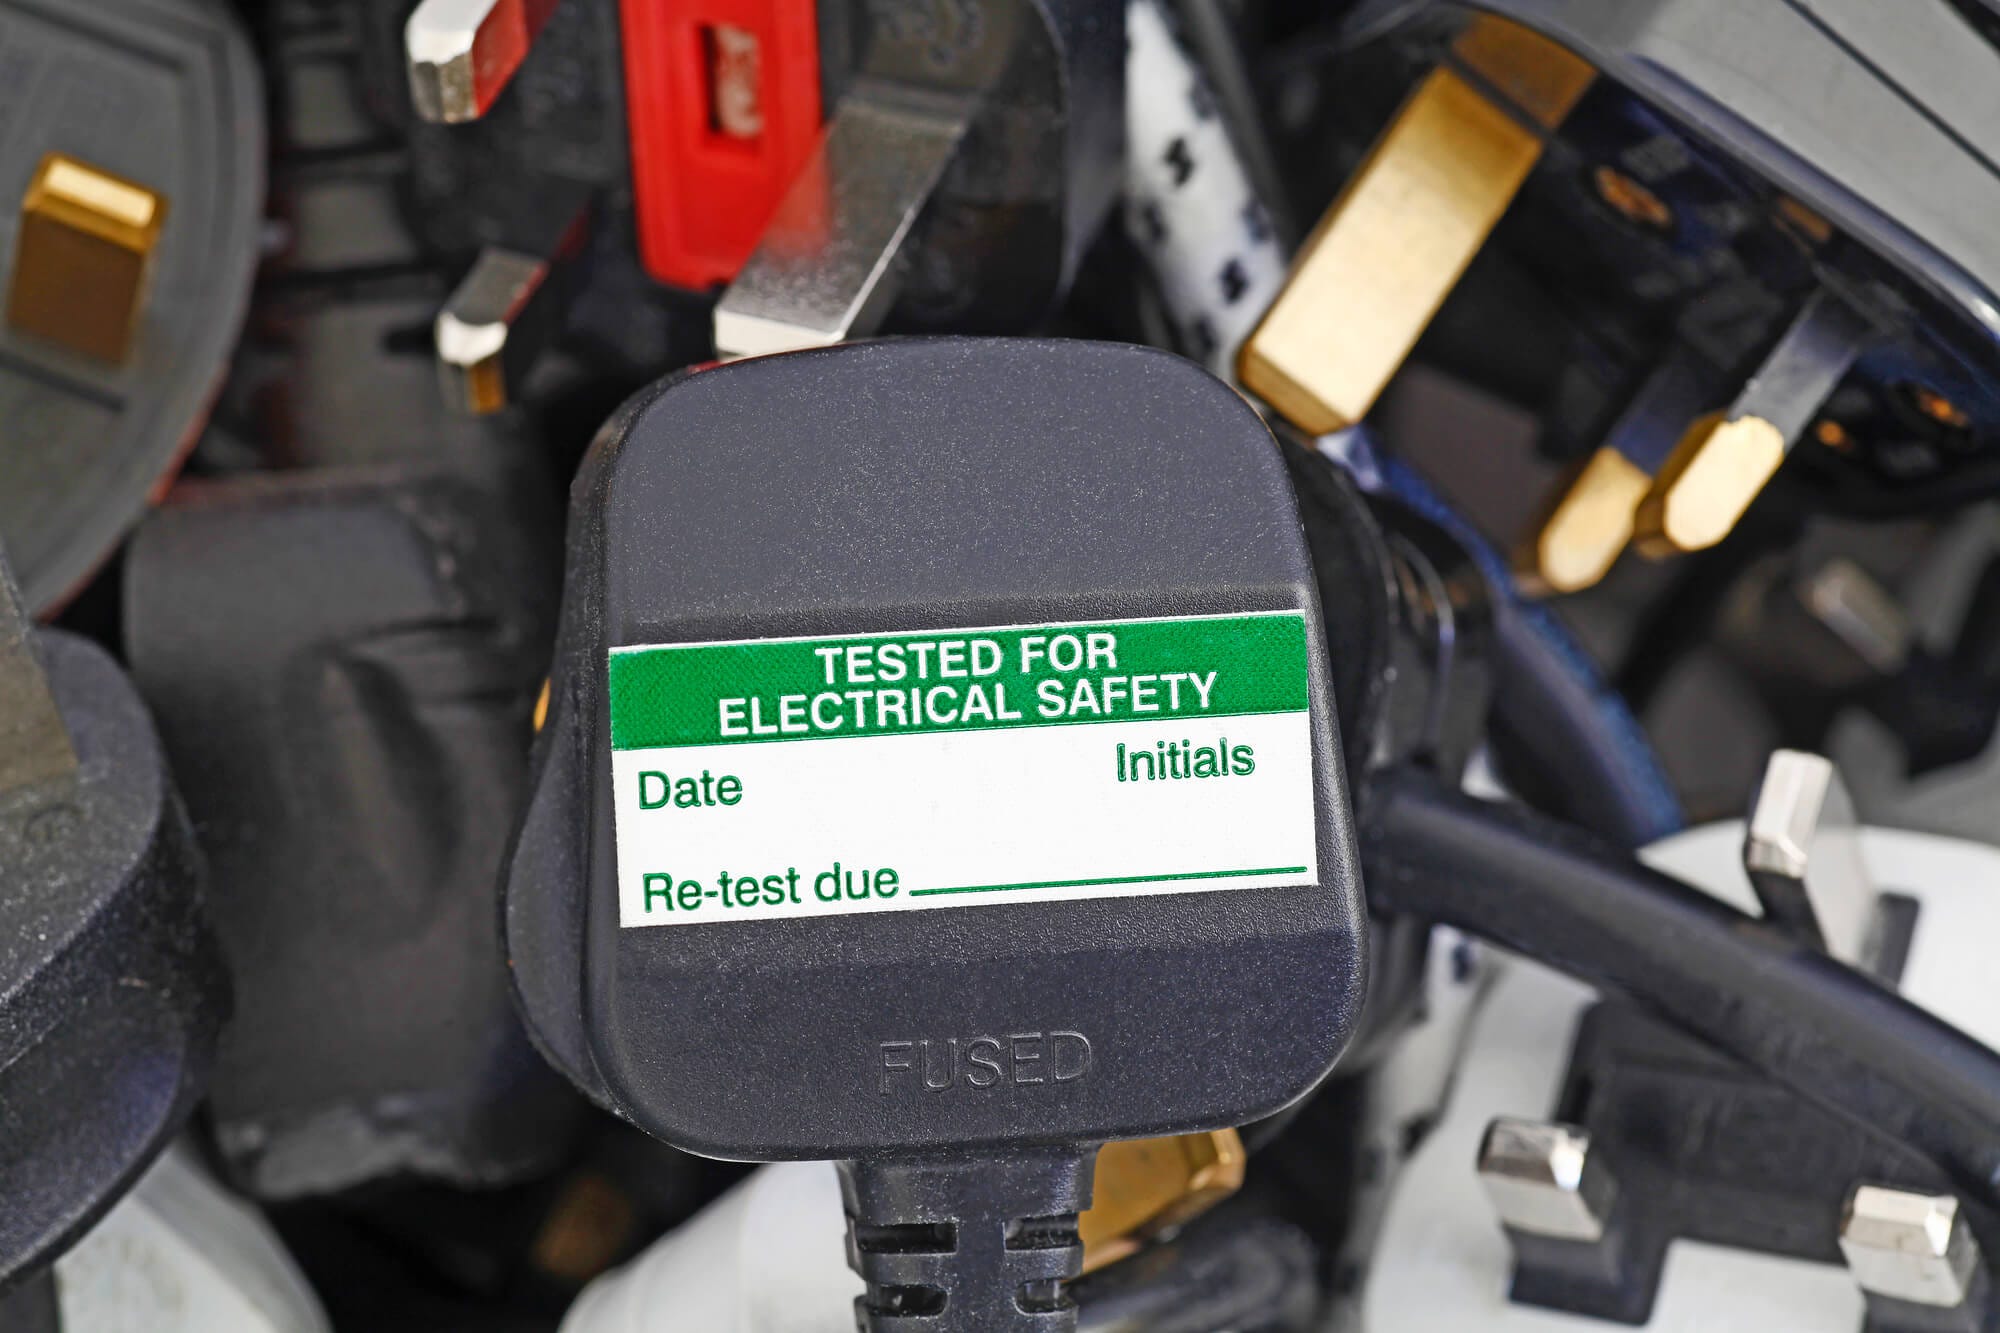 TESTED FOR
ELECTRICAL SAFETY
Date Initials
Re-test due
FUSED